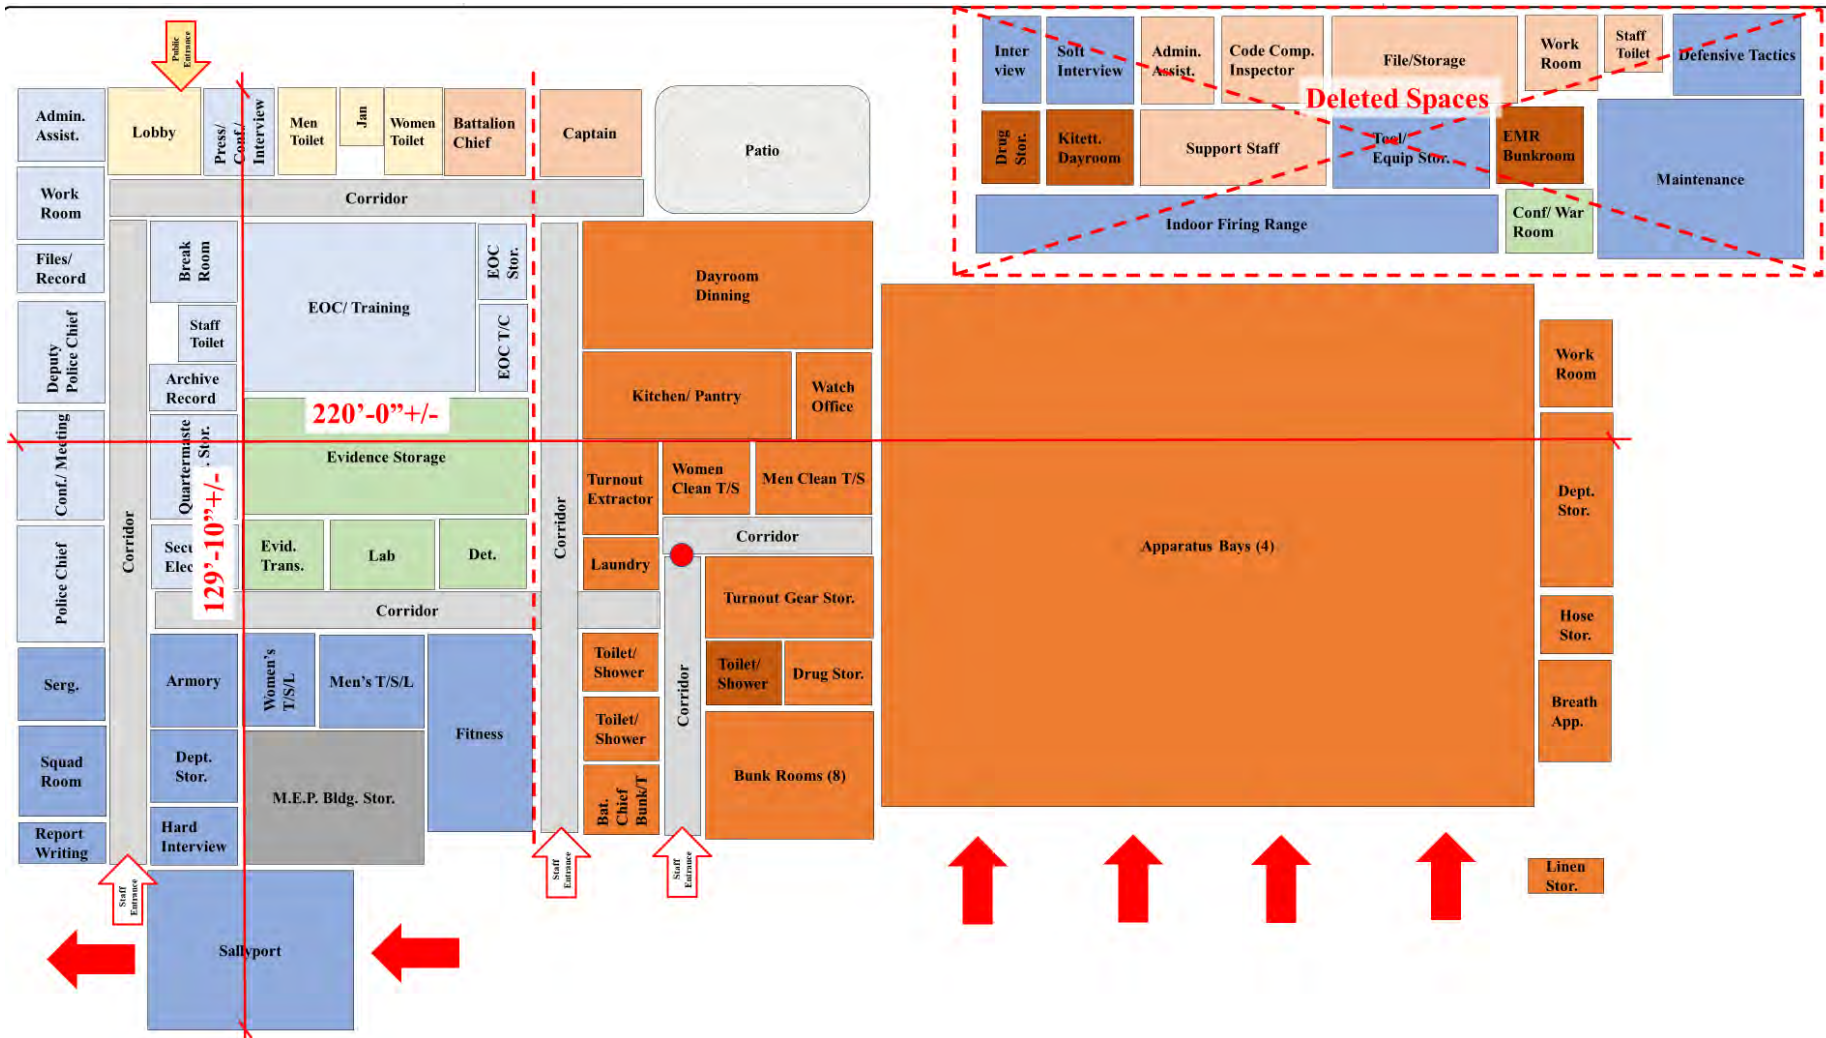 Public
Entrance
Admin.
Assist.
Lobby
Press/
Conf./
Interview
Men
Toilet
Jan
Women
Toilet
Battalion
Chief
Captain
Patio
Inter
view
Soft
Interview
Admin.
Assist.
Code Comp.
Inspector
File/Storage
Work
Room
Staff
Toilet
Defensive Tactics
Deleted Spaces
Drug
Stor.
Kitett.
Dayroom
Support Staff
Tool/
Equip Stor.
EMR
Bunkroom
Maintenance
Indoor Firing Range
Conf/ War
Room
Work
Room
Corridor
Files/
Record
Break
Room
EOC/ Training
EOC
Stor.
Dayroom
Dinning
Deputy
Police Chief
Staff
Toilet
EOC T/C
Archive
Record
Kitchen/ Pantry
Watch
Office
Work
Room
220’-0”+/-
Conf./ Meeting
Quartermaste
. Stor.
Evidence Storage
Turnout
Extractor
Women
Clean T/S
Men Clean T/S
Dept.
Stor.
129’-10”+/-
Corridor
Corridor
Corridor
Apparatus Bays (4)
Police Chief
Secu
Elec
Evid.
Trans.
Lab
Det.
Laundry
Turnout Gear Stor.
Corridor
Hose
Stor.
Serg.
Armory
Women’s
T/S/L
Men’s T/S/L
Fitness
Toilet/
Shower
Corridor
Toilet/
Shower
Drug Stor.
Breath
App.
Squad
Room
Dept.
Stor.
M.E.P. Bldg. Stor.
Toilet/
Shower
Bunk Rooms (8)
Bat.
Chief
Bunk/T
Report
Writing
Hard
Interview
Staff
Entrance
Staff
Entrance
Staff
Entrance
Linen
Stor.
Sallyport